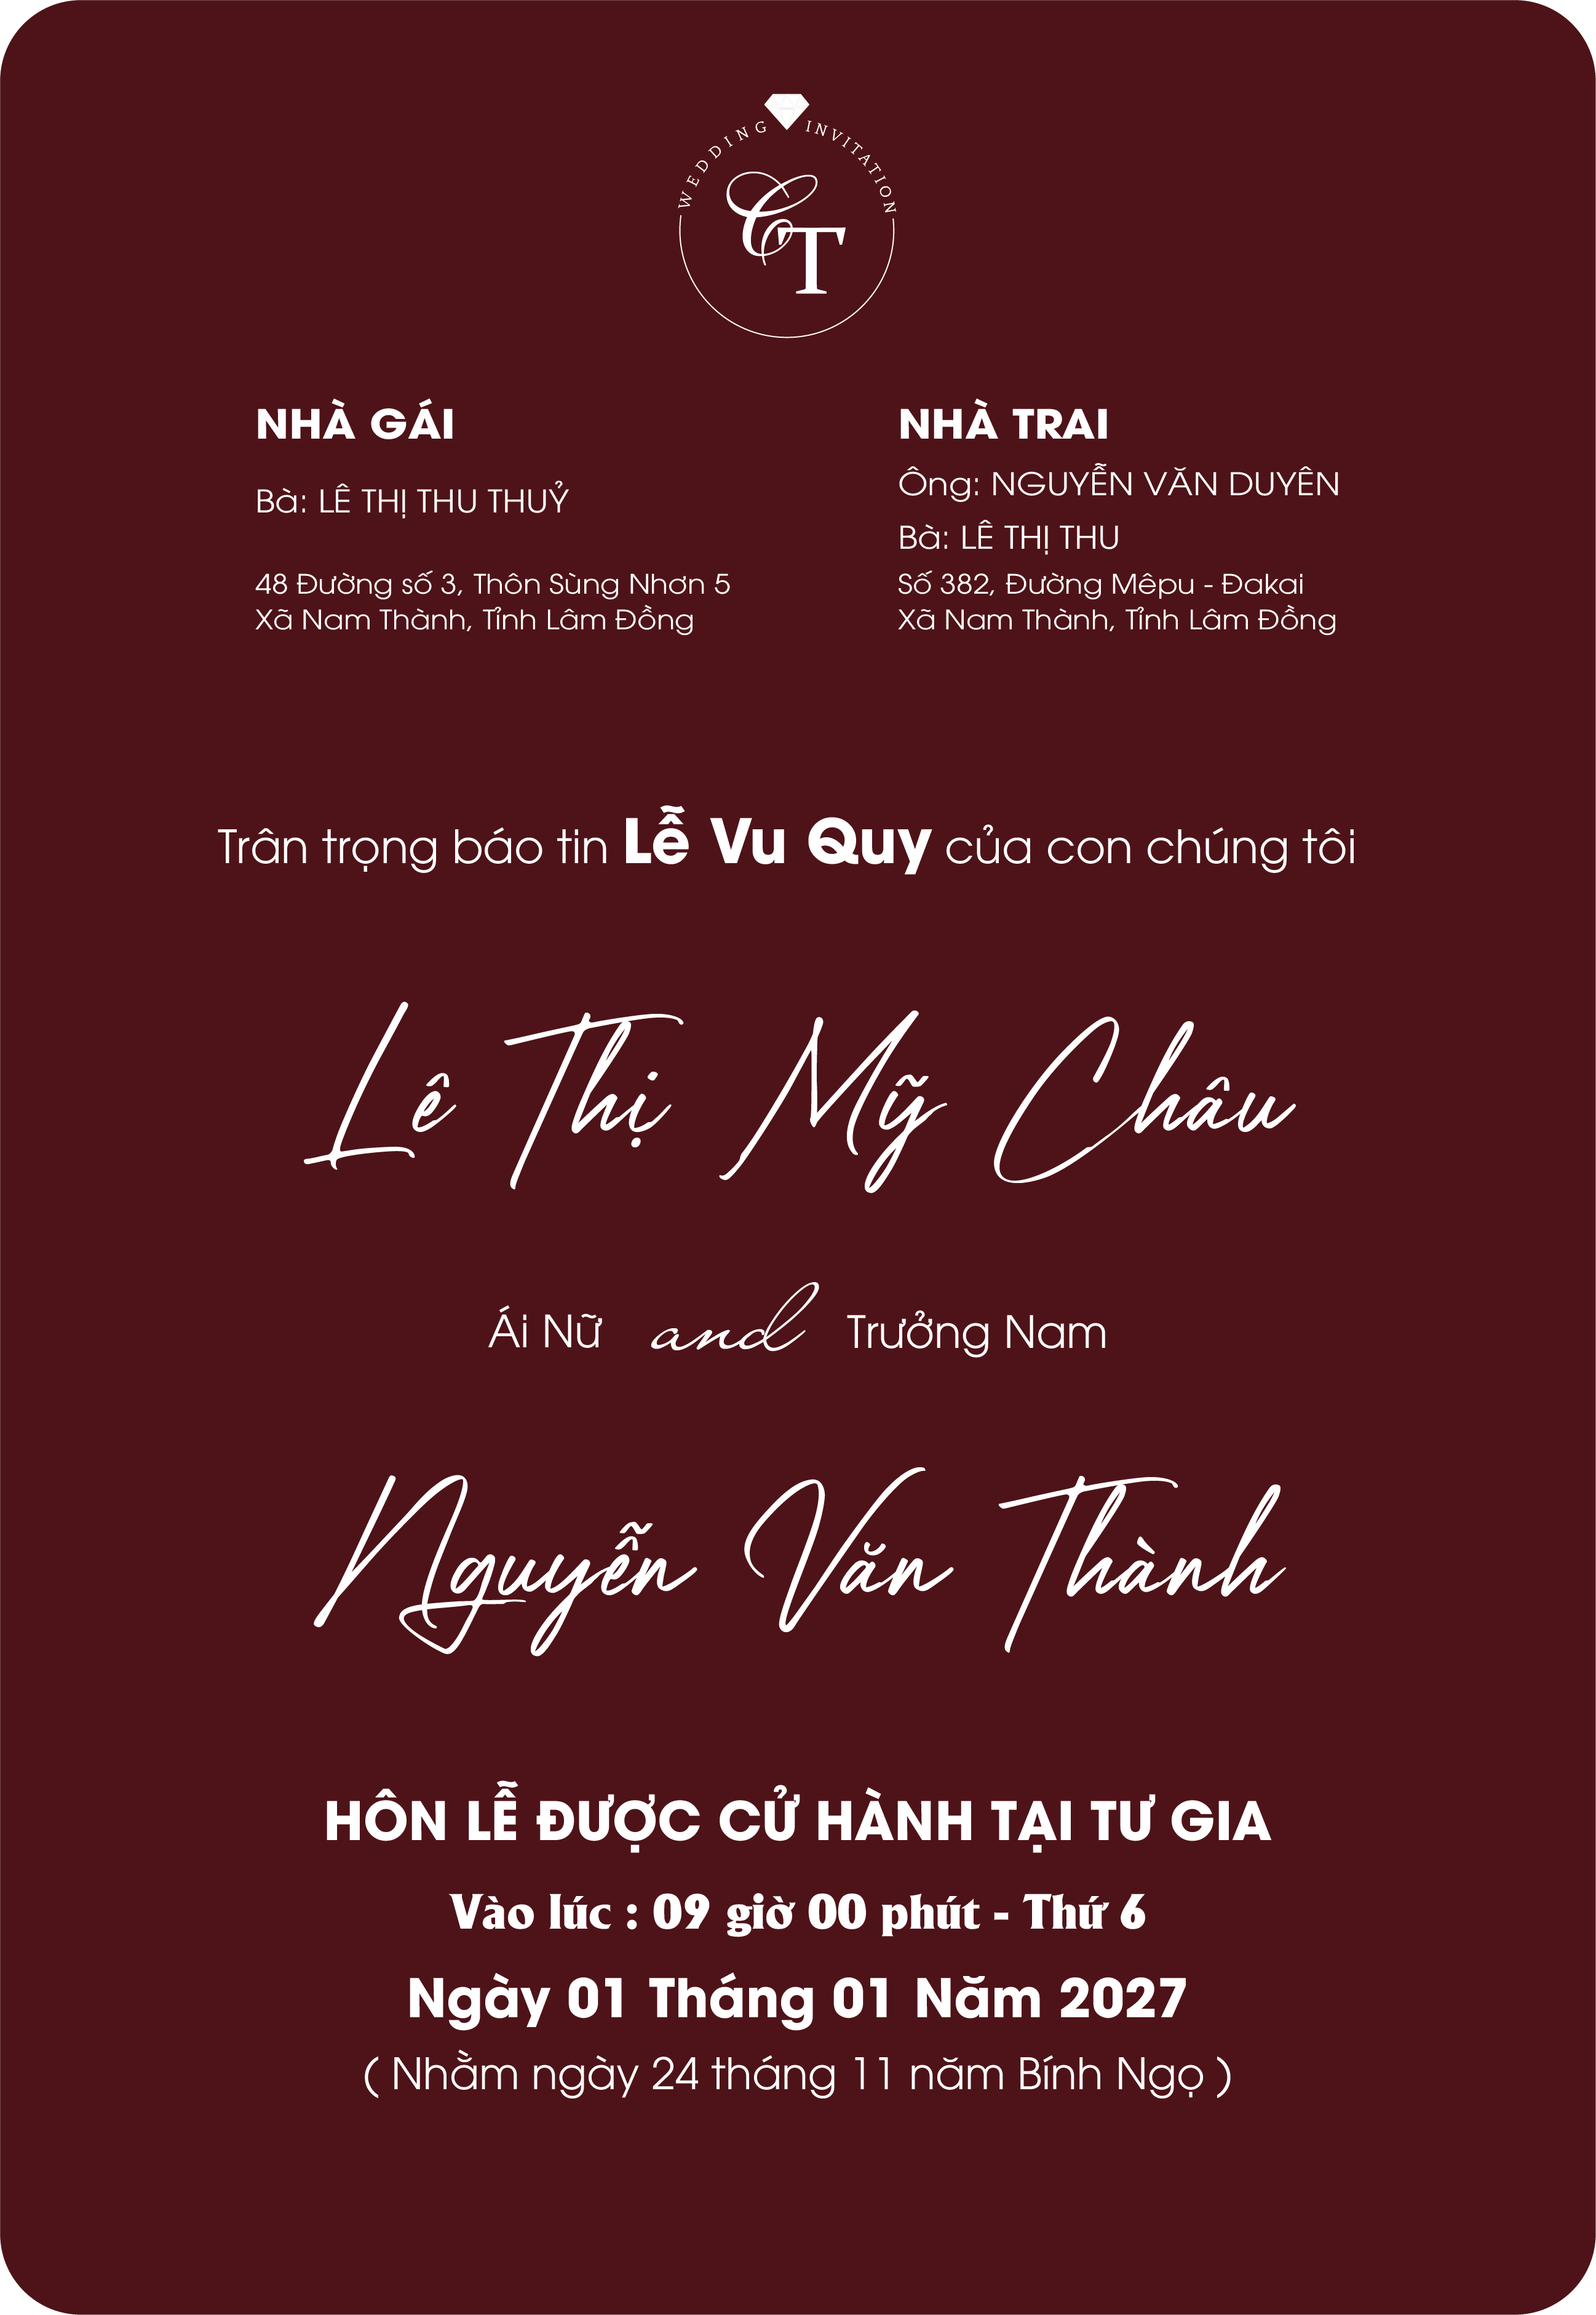 WEDDING INVITATION
CT
NHÀ GÁI
Bà: LÊ THỊ THU THUỶ
48 Đường số 3, Thôn Sùng Nhơn 5
Xã Nam Thành, Tỉnh Lâm Đồng
NHÀ TRAI
Ông: NGUYỄN VĂN DUYÊN
Bà: LÊ THỊ THU
Số 382, Đường Mêpu - Đakai
Xã Nam Thành, Tỉnh Lâm Đồng
Trân trọng báo tin Lễ Vu Quy của con chúng tôi
Lê Thị Mỹ Châu
Ái Nữ and Trưởng Nam
Nguyễn Văn Thành
HÔN LỄ ĐƯỢC CỬ HÀNH TẠI TƯ GIA
Vào lúc : 09 giờ 00 phút - Thứ 6
Ngày 01 Tháng 01 Năm 2027
( Nhằm ngày 24 tháng 11 năm Bính Ngọ )